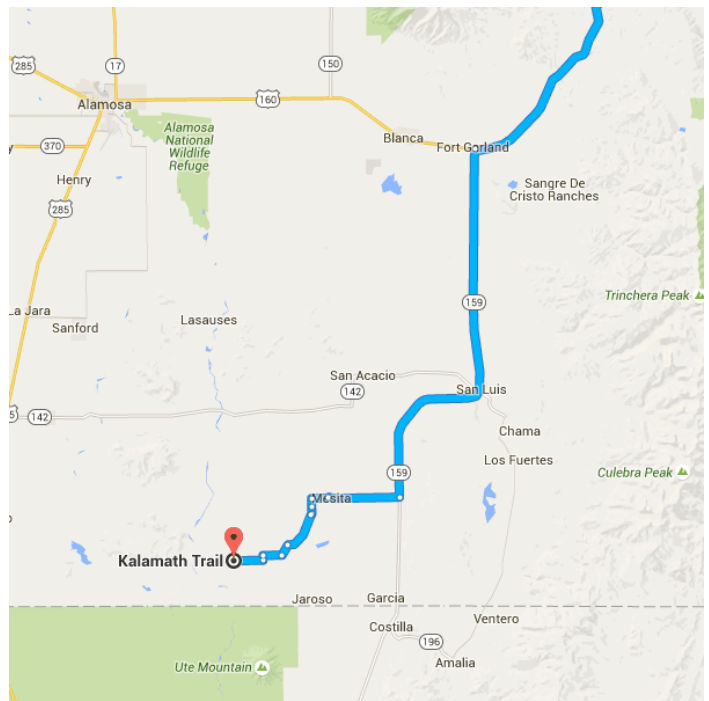 285
17
150
160
Alamosa
Alamosa
National
Wildlife
Refuge
Blanca
Fort Gorland
370
Henry
Sangre De
Cristo Ranches
285
159
Trinchera Peak
La Jara
Sanford
Lasauses
San Acacio
142
San Luis
142
Chama
Los Fuertes
159
Culebra Peak
Mesita
Kalamath Trail
Jaroso
Garcia
Ventero
Costilla
196
Amalia
Ute Mountain